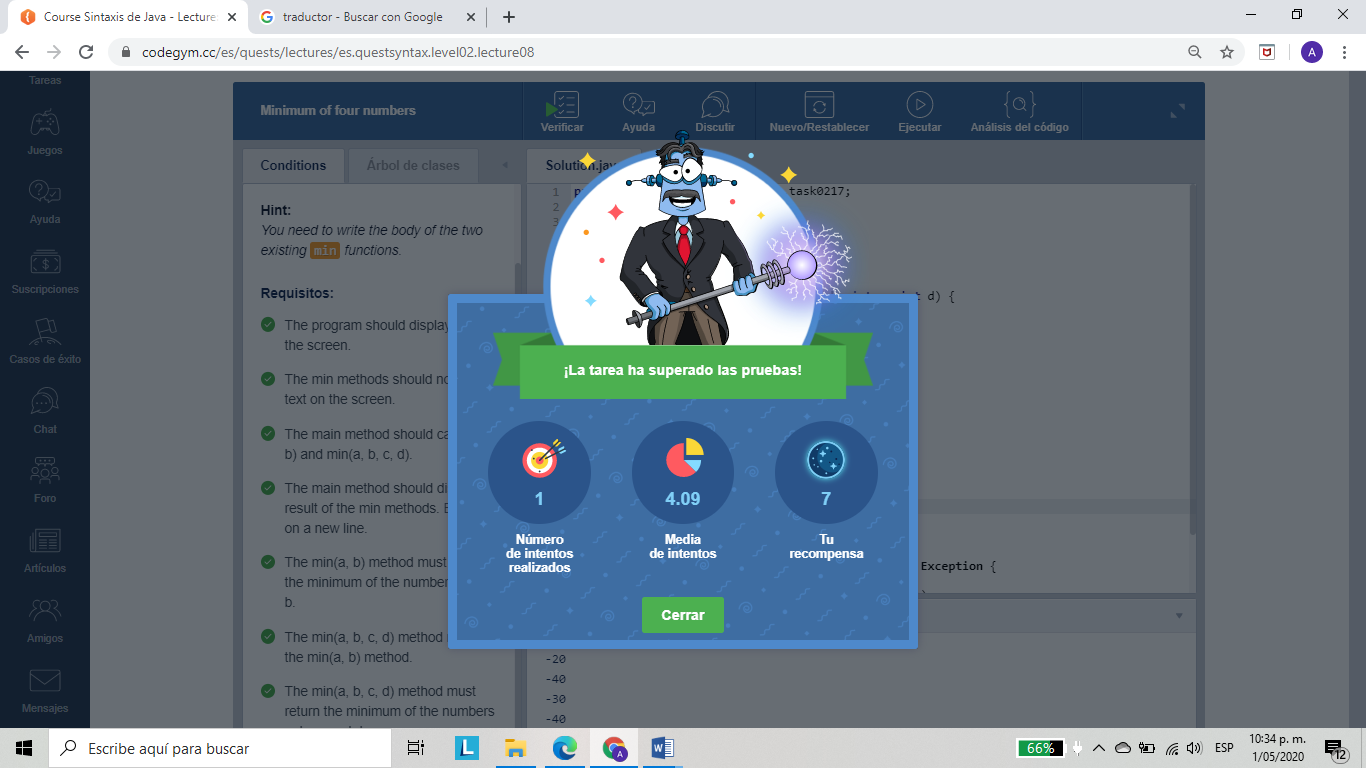 Course Sintaxis de Java - Lecture
traductor - Buscar con Google
codegym.cc/es/quests/lectures/es.questsyntax.level02.lecture08
A
Tareas
Juegos
Ayuda
Suscripciones
Casos de éxito
Chat
Foro
Artículos
Amigos
Mensajes
Minimum of four numbers
Verificar
Ayuda
Discutir
Nuevo/Restablecer
Ejecutar
Análisis del código
Conditions
Árbol de clases
Hint:
You need to write the body of the two
existing min functions.
Requisitos:
The program should display
the screen.
The min methods should
text on the screen.
The main method should
b) and min(a, b, c, d).
The main method should
result of the min methods.
on a new line.
The min(a, b) method must
the minimum of the
b.
The min(a, b, c, d) method
the min(a, b) method.
The min(a, b, c, d) method must
return the minimum of the numbers
1
2
task0217;
d) {
Exception {
¡La tarea ha superado las pruebas!
1
Número
de intentos
realizados
4.09
Media
de intentos
7
Tu
recompensa
Cerrar
-20
-40
-30
-40
Escribe aquí para buscar
L
A
W
66%
ESP
10:34 p. m.
1/05/2020
12